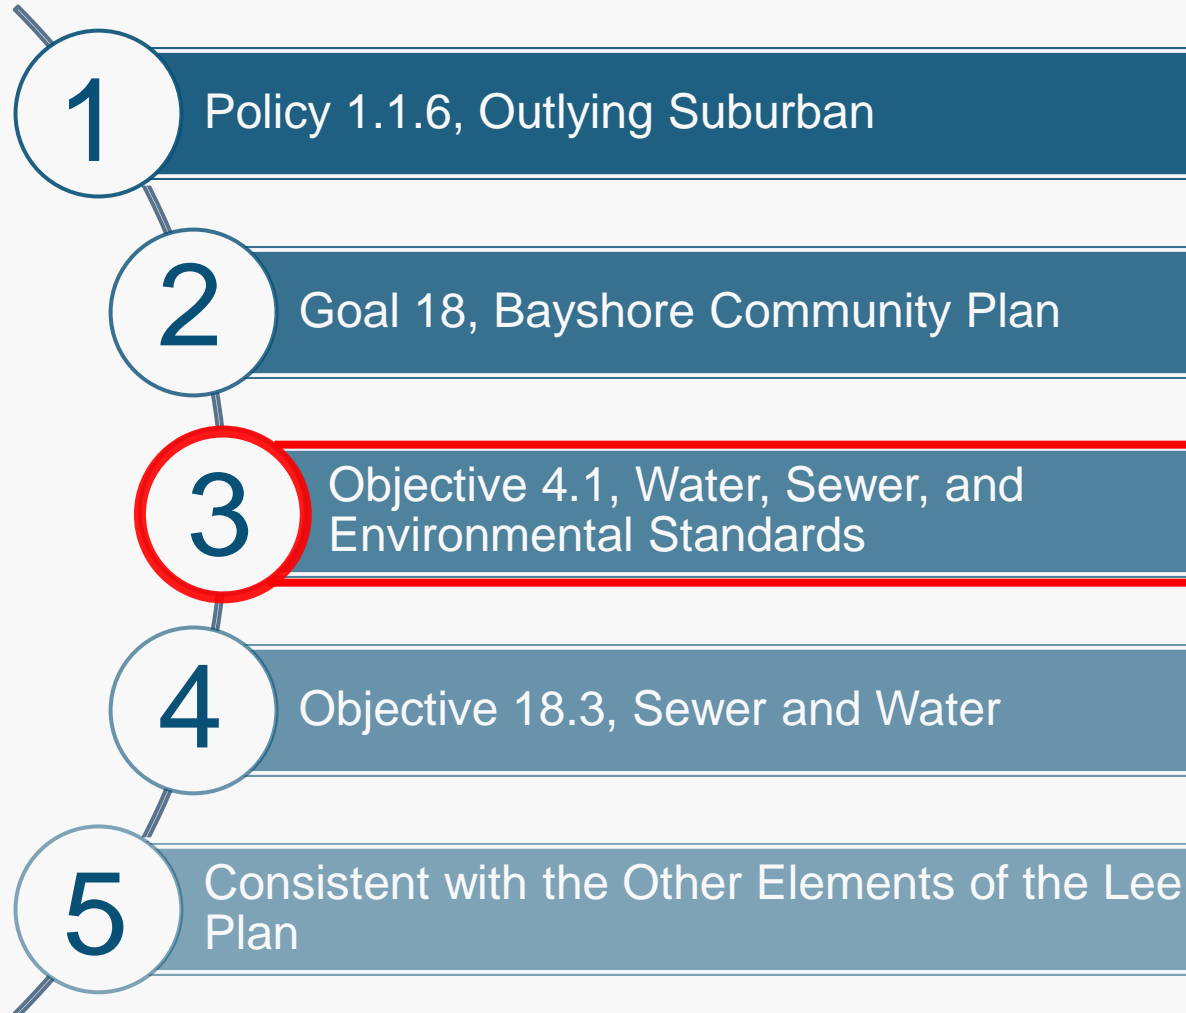 1
Policy 1.1.6, Outlying Suburban
2
Goal 18, Bayshore Community Plan
3
Objective 4.1, Water, Sewer, and
Environmental Standards
4
Objective 18.3, Sewer and Water
5
Consistent with the Other Elements of the Lee
Plan